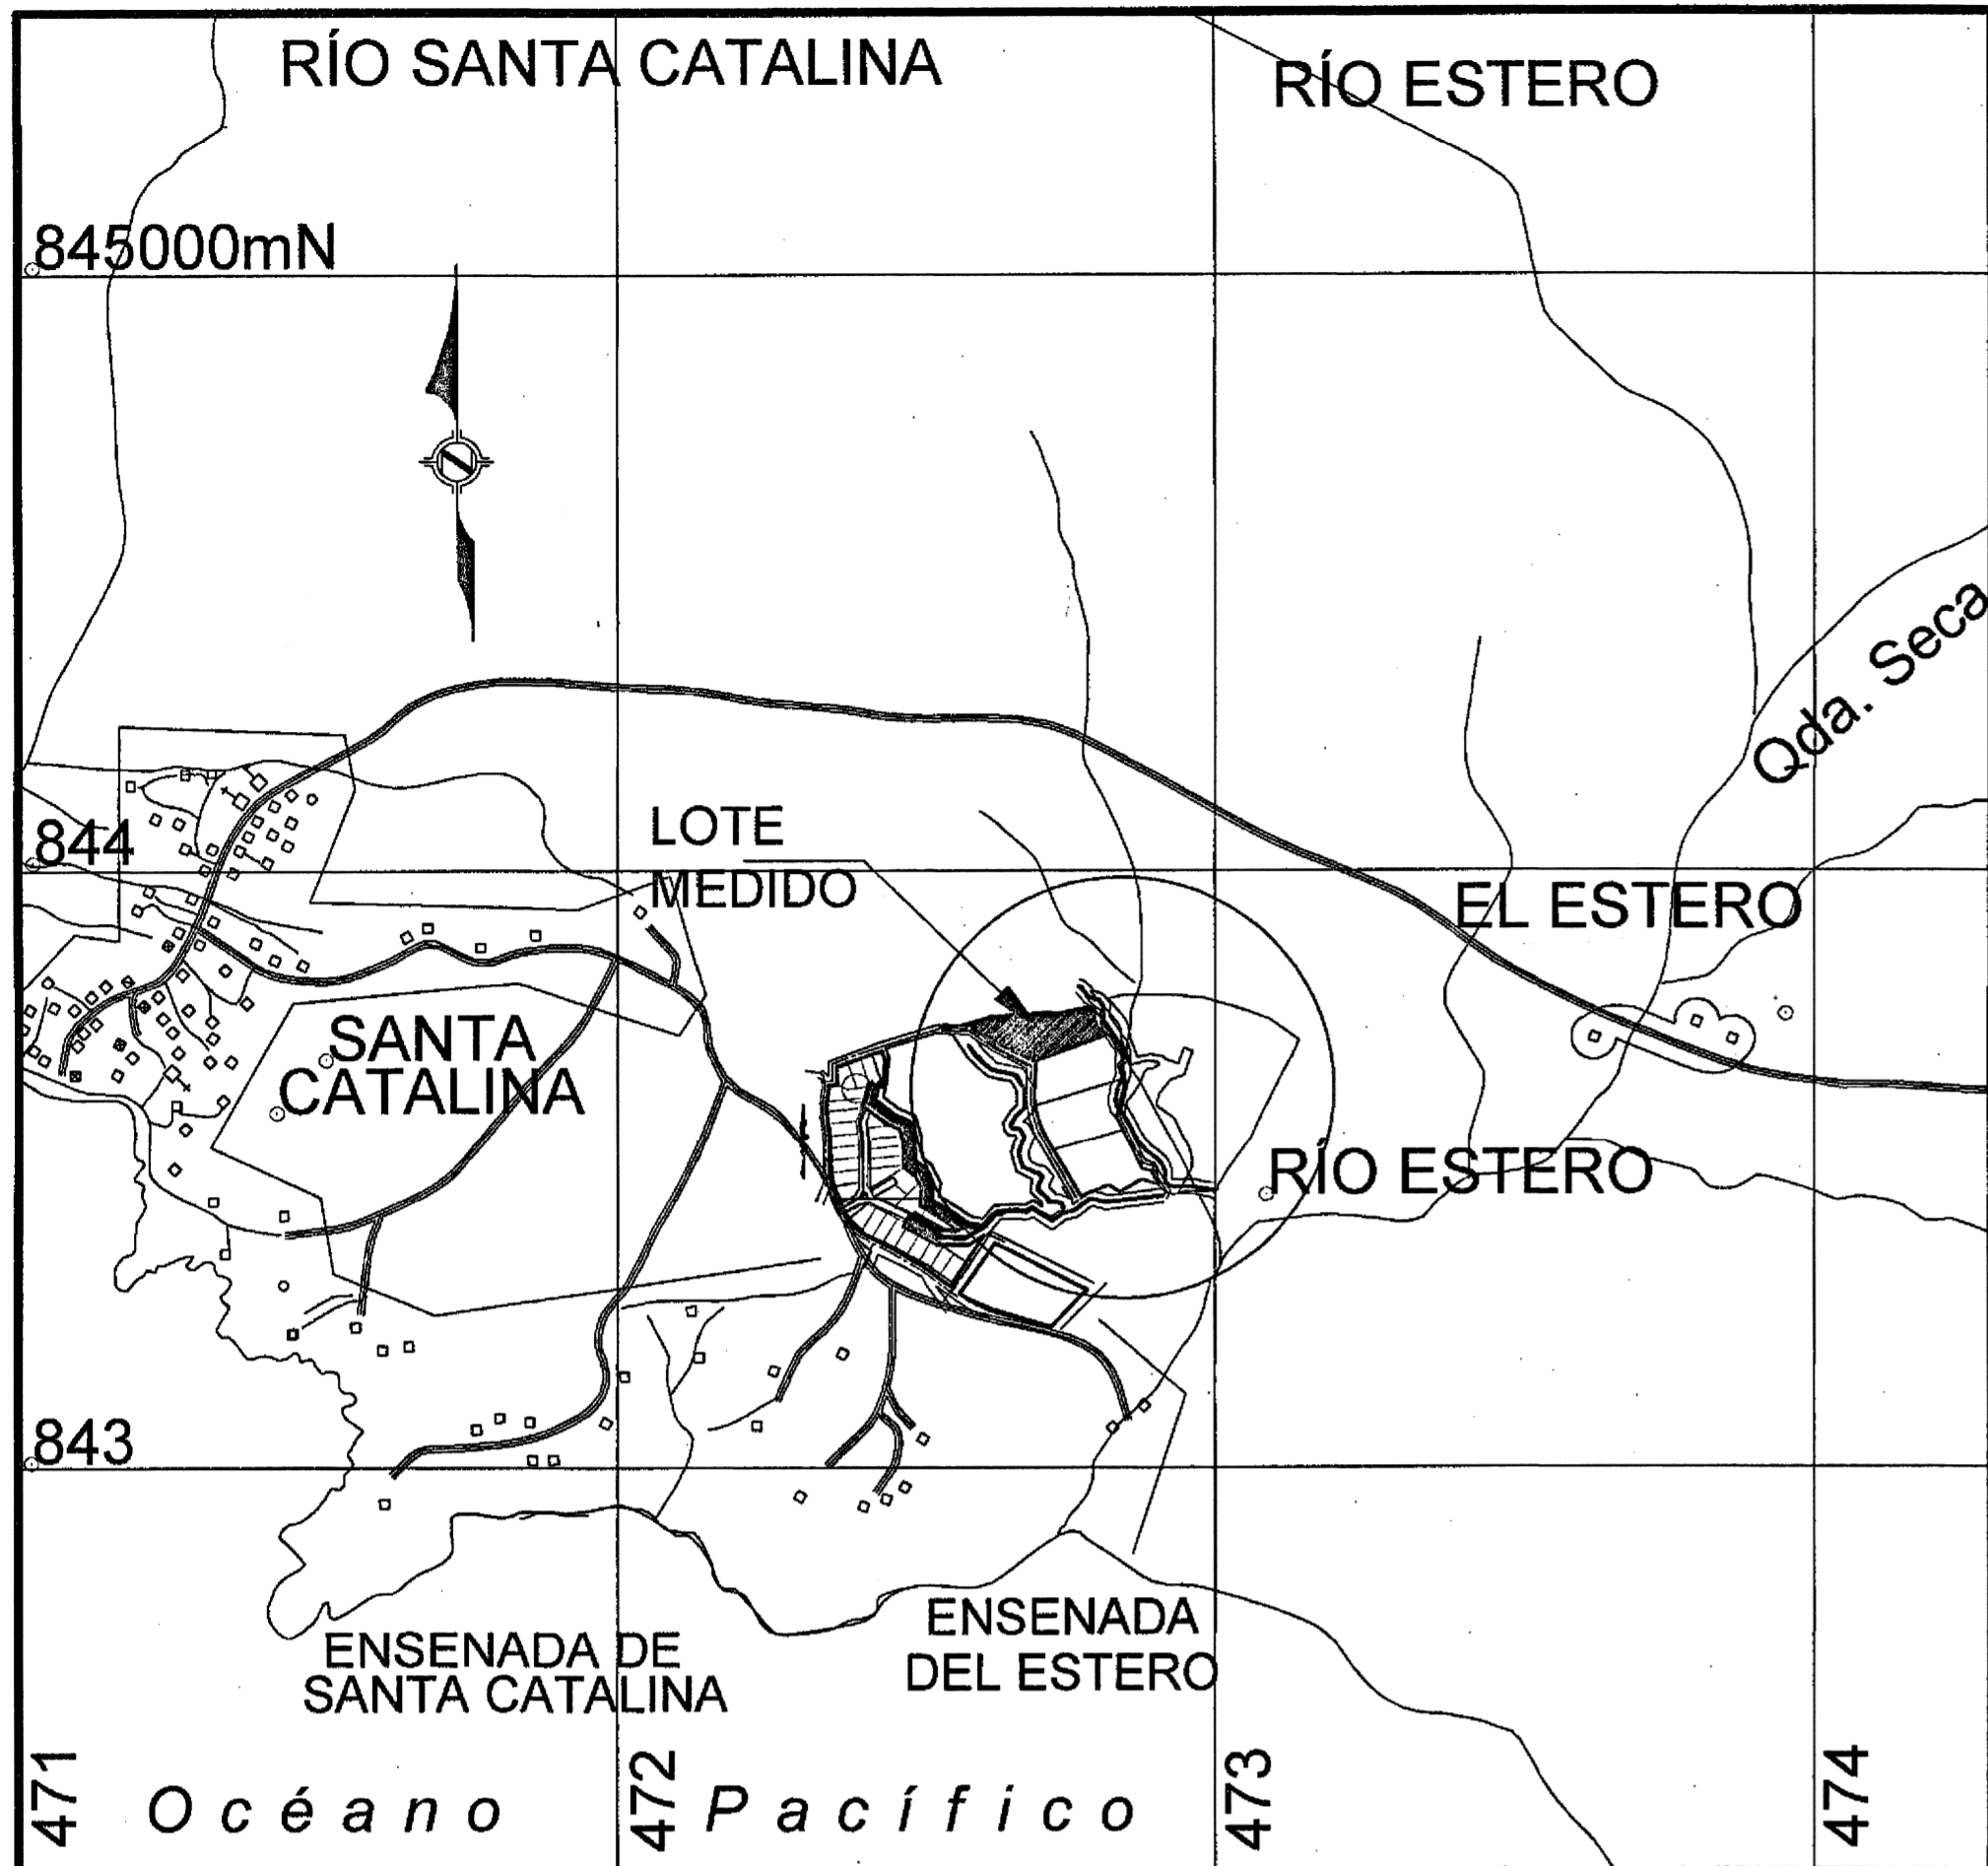 RÍO SANTA CATALINA
RÍO ESTERO
845000mN
Qda. Seca
LOTE
MEDIDO
844
EL ESTERO
SANTA
CATALINA
RÍO ESTERO
843
ENSENADA
DEL ESTERO
ENSENADA DE
SANTA CATALINA
471
472
473
474
Océano Pacífico